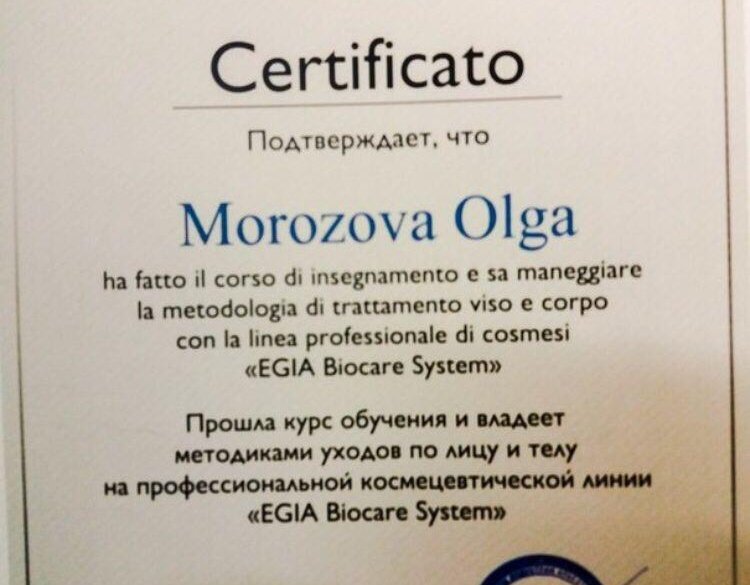 Certificato
Подтверждает, что
Morozova Olga
ha fatto il corso di insegnamento e sa maneggiare
la metodologia di trattamento viso e corpo
con la linea professionale di cosmesi
«EGIA Biocare System»
Прошла курс обучения и владеет
методиками уходов по лицу и телу
на профессиональной космецевтической линии
«EGIA Biocare System»